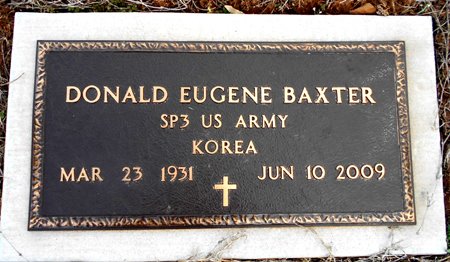 DONALD EUGENE BAXTER
SP3 US ARMY
KOREA
MAR 23 1931 JUN 10 2009